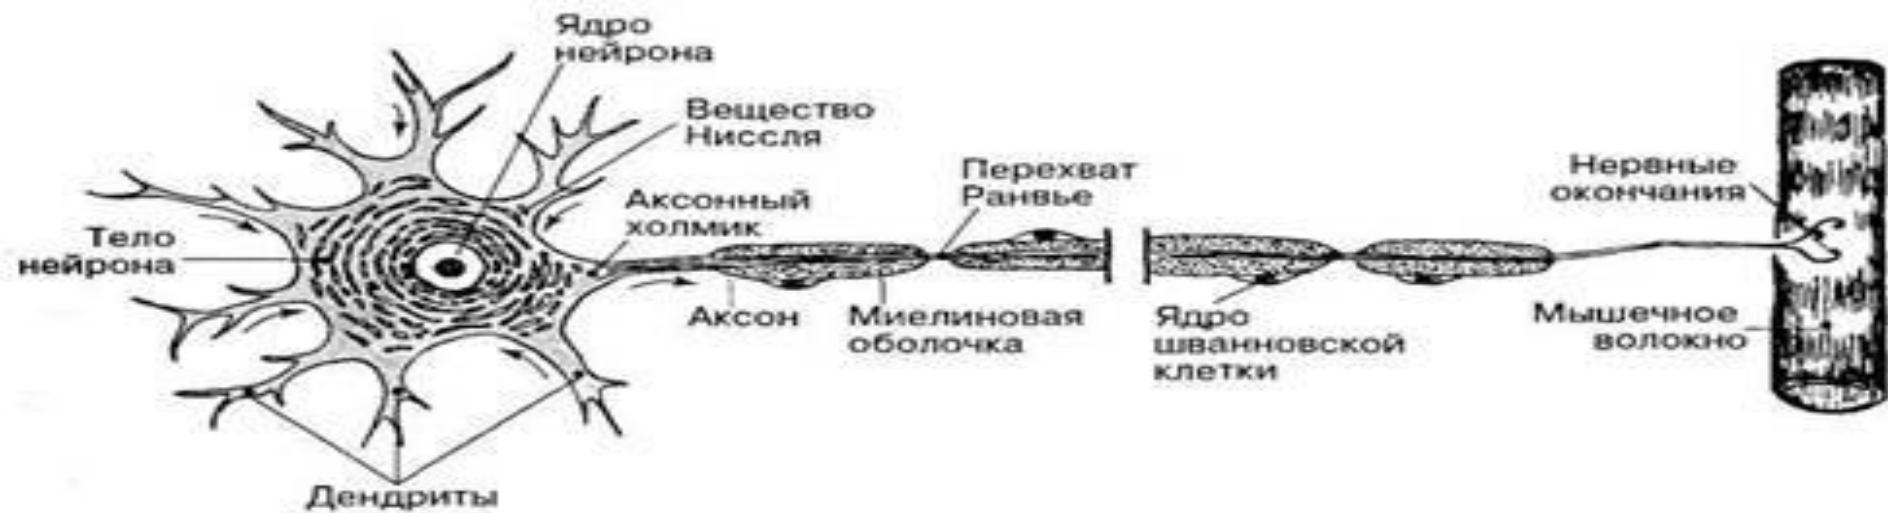 Ядро
нейрона
Вещество
Ниссля
Перехват
Ранвье
Нервные
окончания
Аксонный
холмик
Тело
нейрона
Аксон
Миелиновая
оболочка
Ядро
шванновской
клетки
Мышечное
волокно
Дендриты